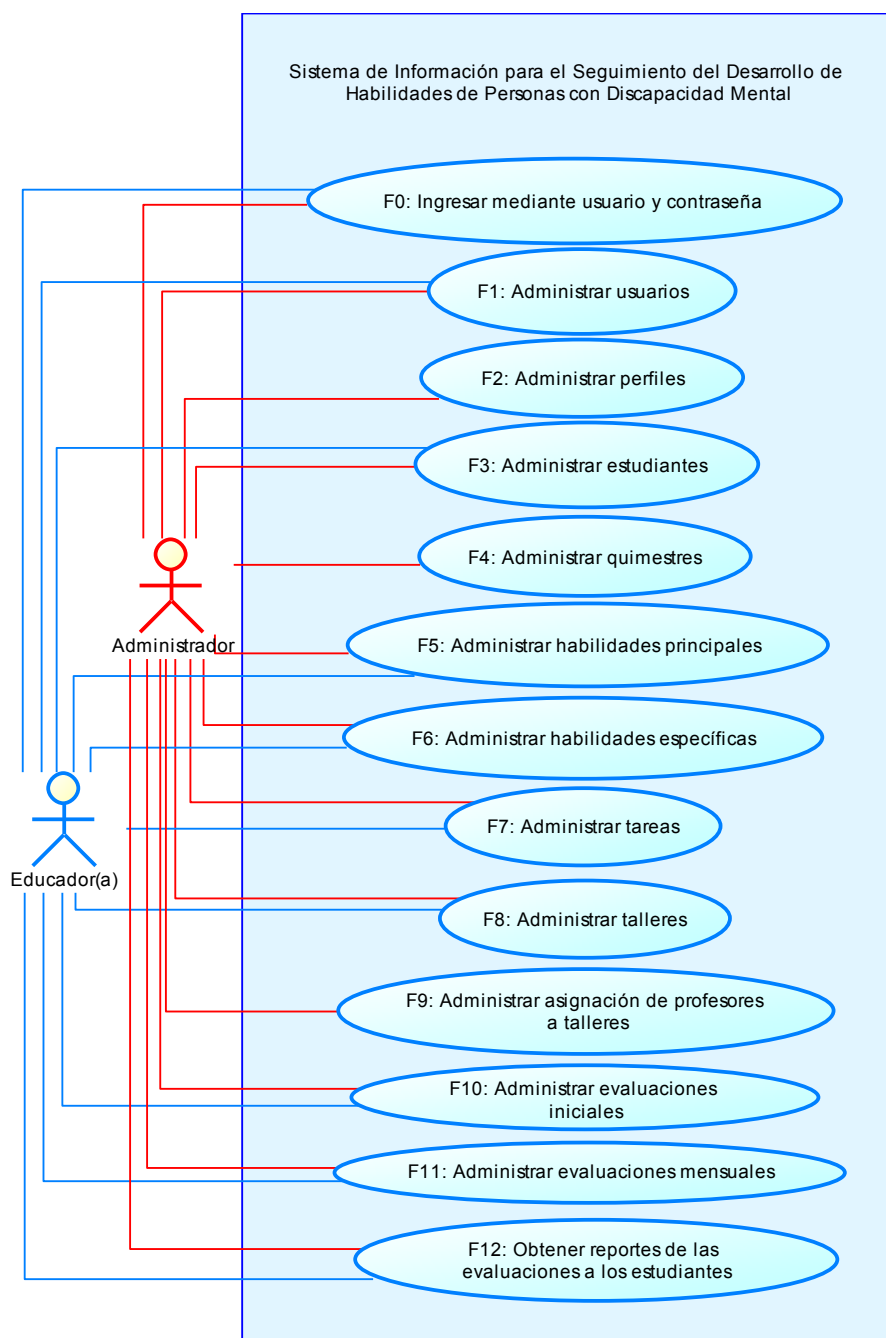 Sistema de Información para el Seguimiento del Desarrollo de
Habilidades de Personas con Discapacidad Mental
F0: Ingresar mediante usuario y contraseña
F1: Administrar usuarios
F2: Administrar perfiles
F3: Administrar estudiantes
F4: Administrar quimestres
Administrador
F5: Administrar habilidades principales
F6: Administrar habilidades específicas
F7: Administrar tareas
Educador(a)
F8: Administrar talleres
F9: Administrar asignación de profesores
a talleres
F10: Administrar evaluaciones
iniciales
F11: Administrar evaluaciones mensuales
F12: Obtener reportes de las
evaluaciones a los estudiantes